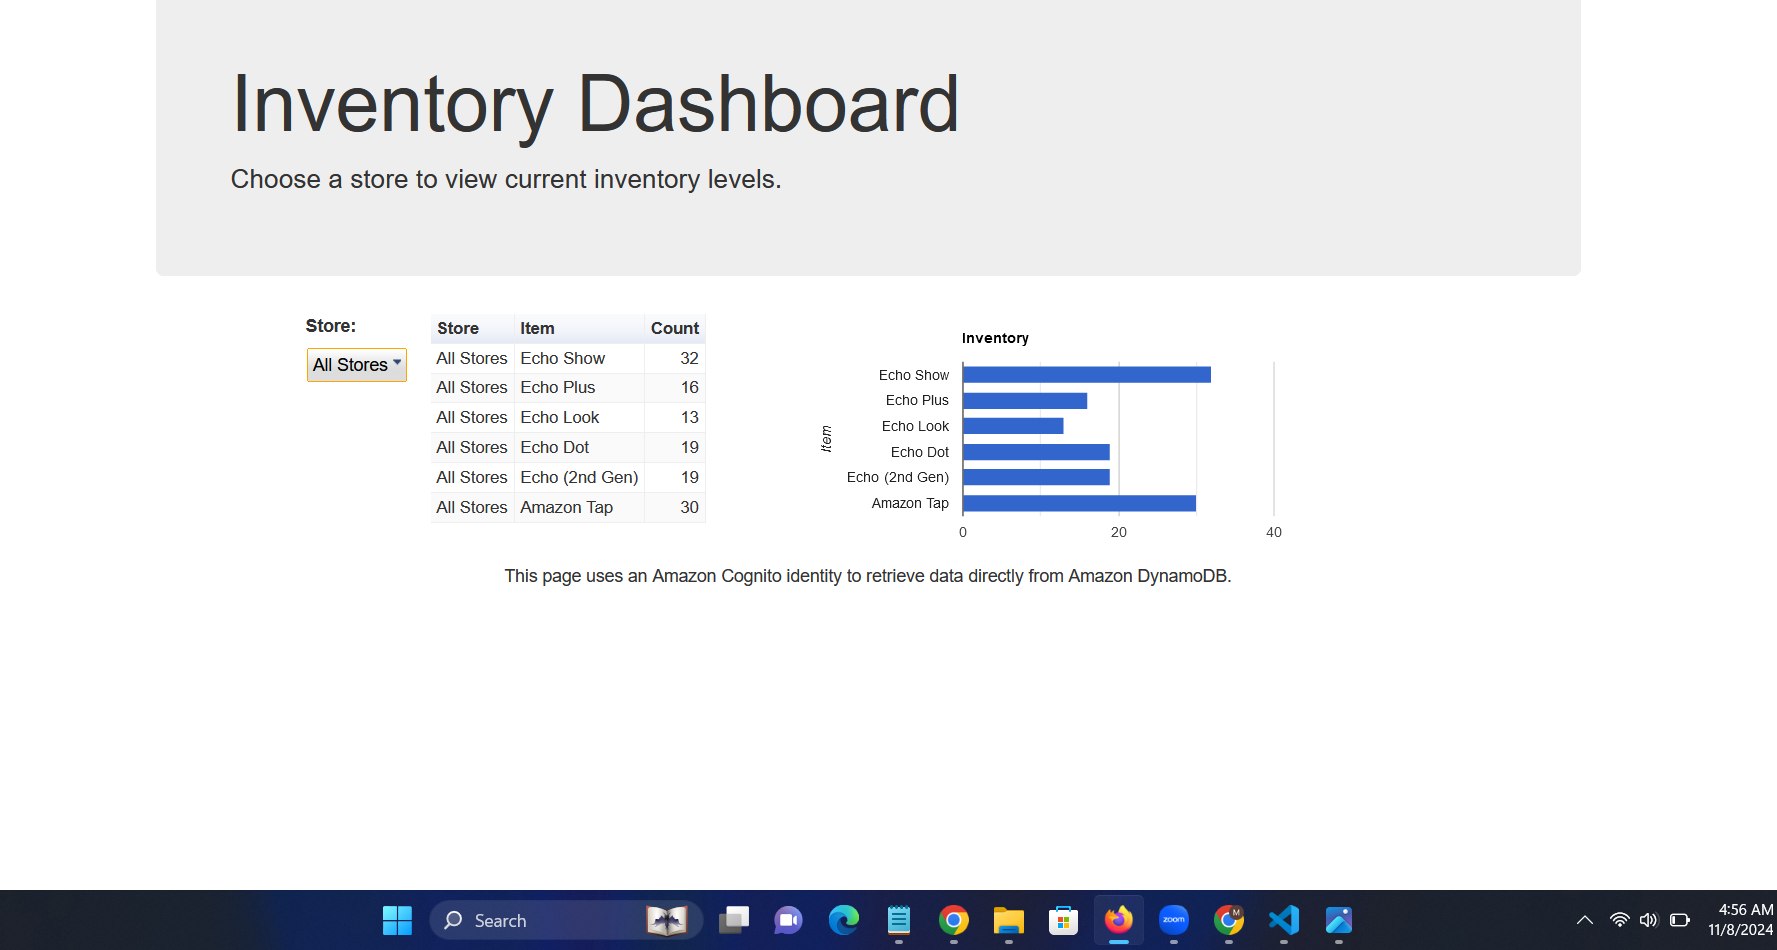 Inventory Dashboard
Choose a store to view current inventory levels.
Store:
All Stores
Store Item Count
All Stores Echo Show 32
All Stores Echo Plus 16
All Stores Echo Look 13
All Stores Echo Dot 19
All Stores Echo (2nd Gen) 19
All Stores Amazon Tap 30
Inventory
Item
Echo Show
Echo Plus
Echo Look
Echo Dot
Echo (2nd Gen)
Amazon Tap
0 20 40
This page uses an Amazon Cognito identity to retrieve data directly from Amazon DynamoDB.
Search
zoom
M
4:56 AM
11/8/2024